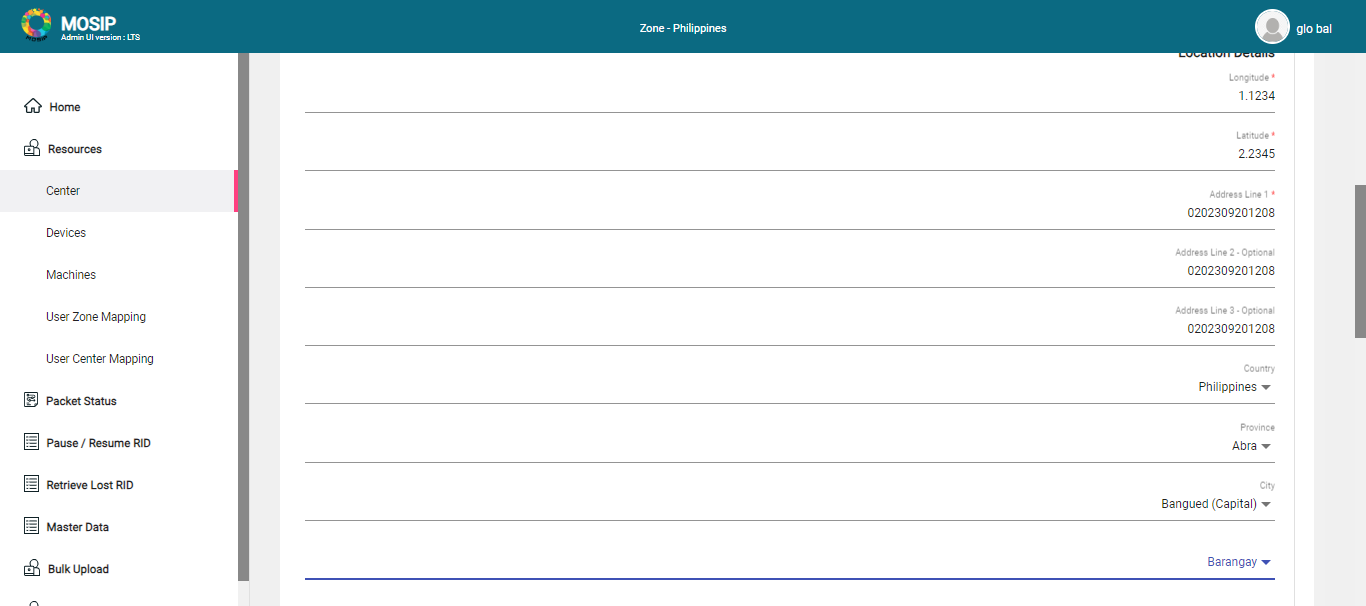 MOSIP
Admin UI version : LTS
Zone - Philippines
glo bal
Home
Resources
Center
Devices
Machines
User Zone Mapping
User Center Mapping
Packet Status
Pause / Resume RID
Retrieve Lost RID
Master Data
Bulk Upload
Location Details
Longitude *
1.1234
Latitude *
2.2345
Address Line 1 *
0202309201208
Address Line 2 - Optional
0202309201208
Address Line 3 - Optional
0202309201208
Country
Philippines
Province
Abra
City
Bangued (Capital)
Barangay